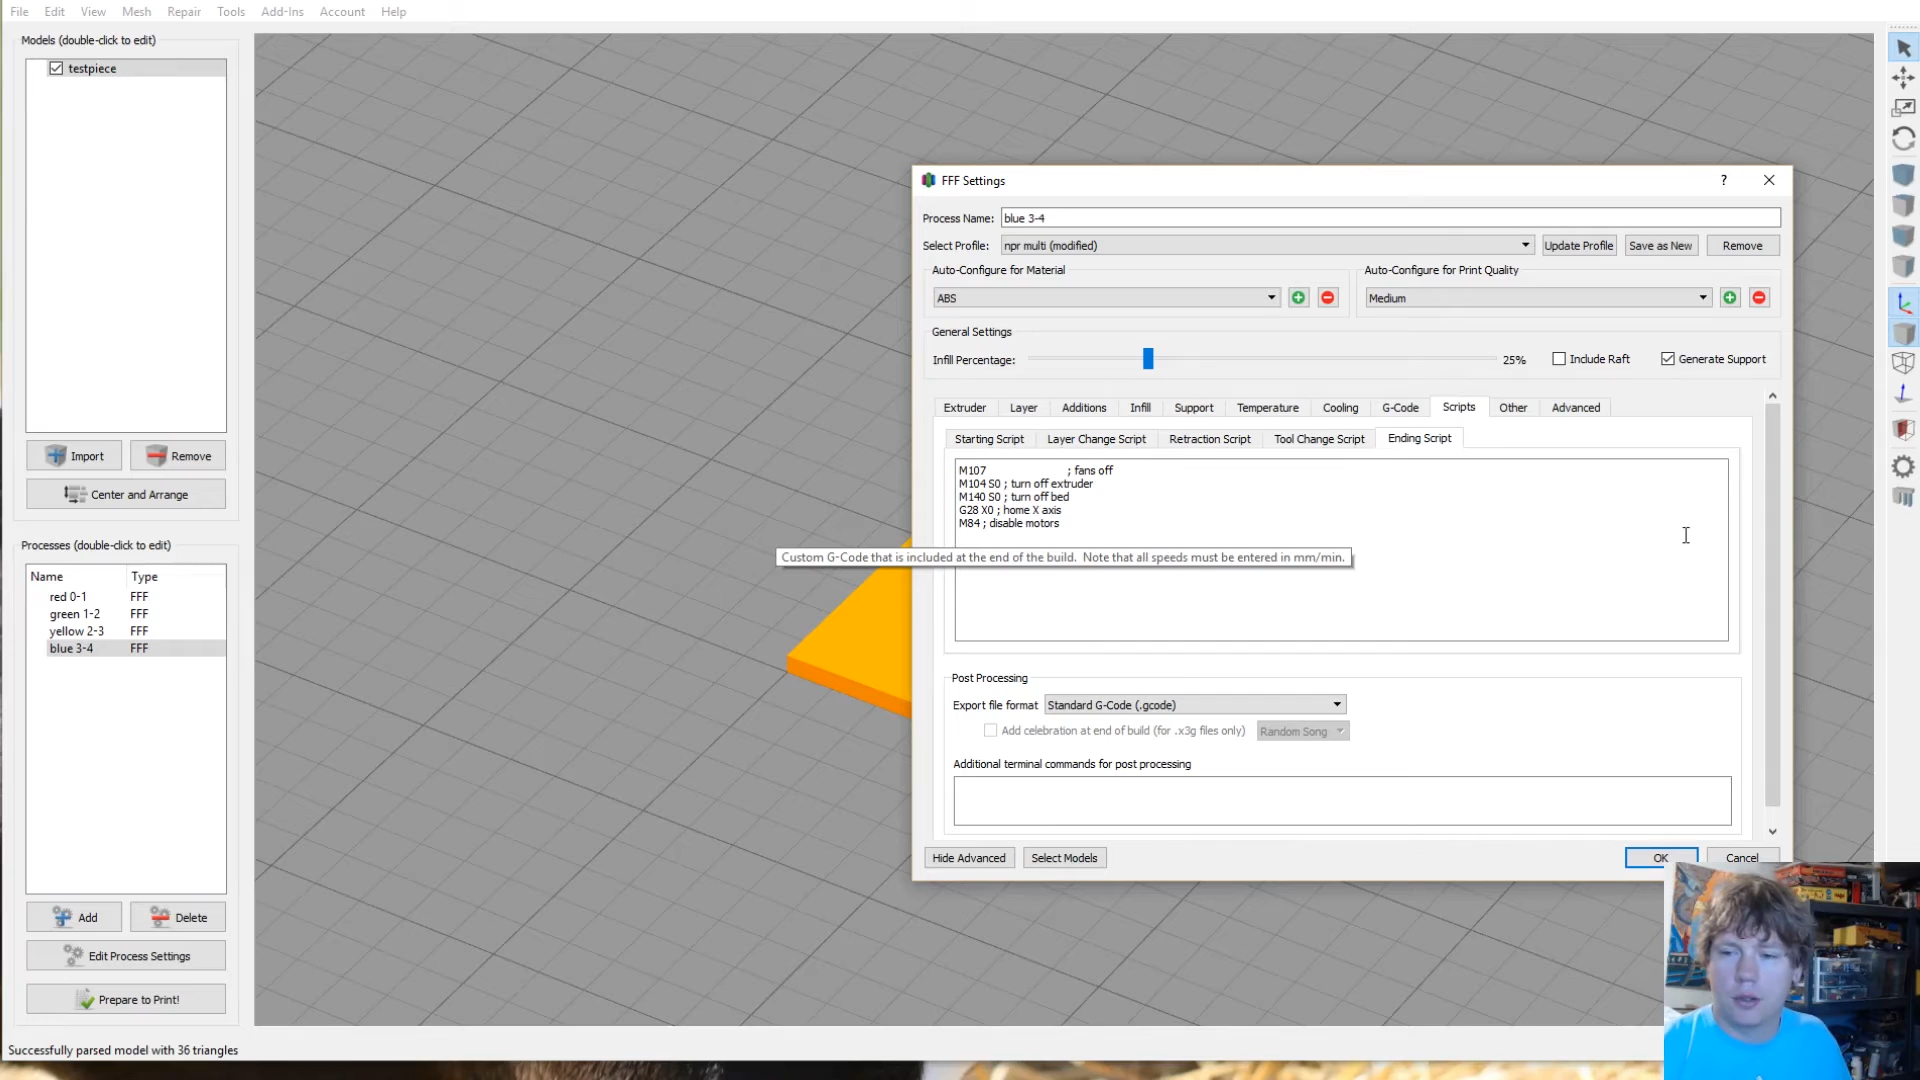 File Edit View Mesh Repair Tools Add-Ins Account Help
Models (double-click to edit)
testpiece
Import
Remove
Center and Arrange
Processes (double-click to edit)
Name Type
red 0-1 FFF
green 1-2 FFF
yellow 2-3 FFF
blue 3-4 FFF
Add
Delete
Edit Process Settings
Prepare to Print!
Successfully parsed model with 36 triangles
FFF Settings
?
Process Name: blue 3-4
Select Profile: npr multi (modified) Update Profile Save as New Remove
Auto-Configure for Material
ABS
Auto-Configure for Print Quality
Medium
General Settings
Infill Percentage: 25% Include Raft Generate Support
Extruder Layer Additions Infill Support Temperature Cooling G-Code Scripts Other Advanced
Starting Script Layer Change Script Retraction Script Tool Change Script Ending Script
M107 ; fans off
M104 S0 ; turn off extruder
M140 S0 ; turn off bed
G28 X0 ; home X axis
M84 ; disable motors
Custom G-Code that is included at the end of the build. Note that all speeds must be entered in mm/min.
Post Processing
Export file format Standard G-Code (.gcode)
Add celebration at end of build (for .x3g files only) Random Song
Additional terminal commands for post processing
Hide Advanced Select Models OK Cancel